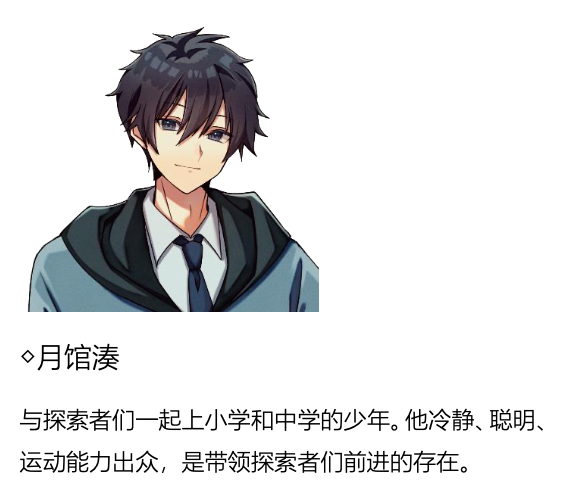 ◇月馆湊
与探索者们一起上小学和中学的少年。他冷静、聪明、
运动能力出众，是带领探索者们前进的存在。